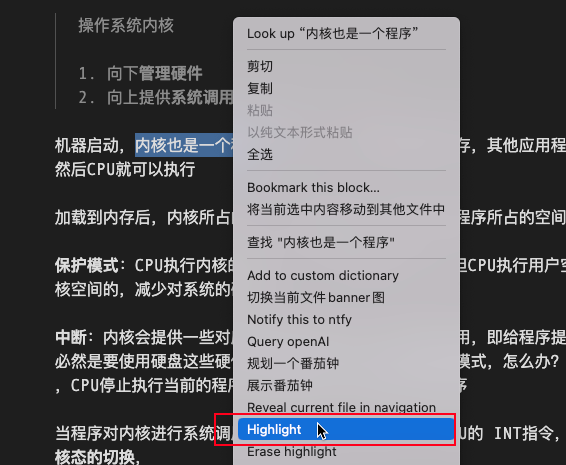 操作系统内核
1. 向下管理硬件
2. 向上提供系统调用
机器启动，内核也是一个
存，其他应用程
然后CPU就可以执行
加载到内存后，内核所占
程序所占的空间
保护模式：CPU执行内核的
但CPU执行用户空
核空间的，减少对系统的
中断：内核会提供一些对
用，即给程序提
必然是要使用硬盘这些硬
模式，怎么办？
，CPU停止执行当前的程
序
当程序对内核进行系统调
的 INT指令，
核态的切换，
Look up “内核也是一个程序”
剪切
复制
粘贴
以纯文本形式粘贴
全选
Bookmark this block...
将当前选中内容移动到其他文件中
查找 "内核也是一个程序"
Add to custom dictionary
切换当前文件banner图
Notify this to ntfy
Query openAI
规划一个番茄钟
展示番茄钟
Reveal current file in navigation
Highlight
Erase highlight